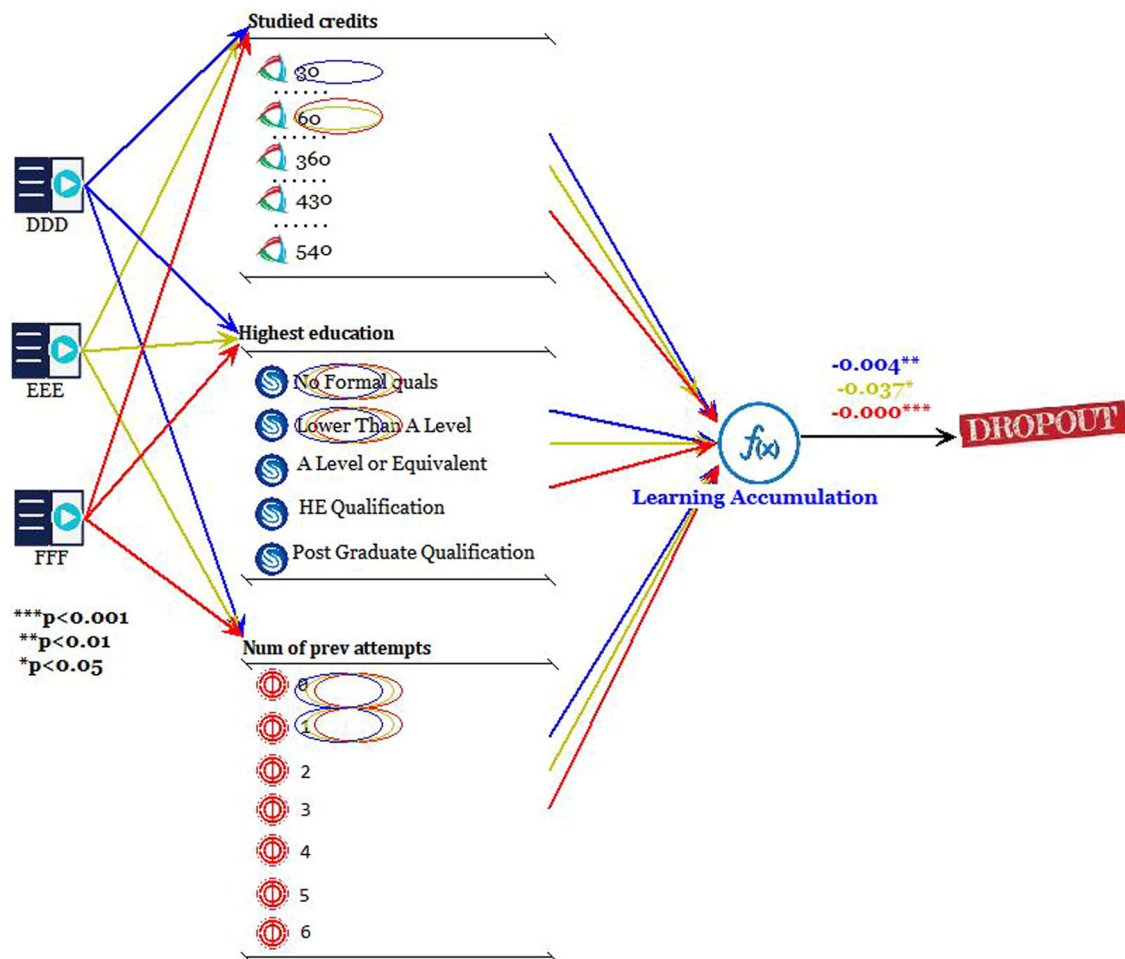 Studied credits
30
......
60
......
360
......
430
......
540
DDD
EEE
FFF
***p<0.001
**p<0.01
*p<0.05
Highest education
No Formal quals
Lower Than A Level
A Level or Equivalent
HE Qualification
Post Graduate Qualification
Num of prev attempts
0
1
2
3
4
5
6
f(x)
Learning Accumulation
-0.004**
-0.037*
-0.000***
DROPOUT